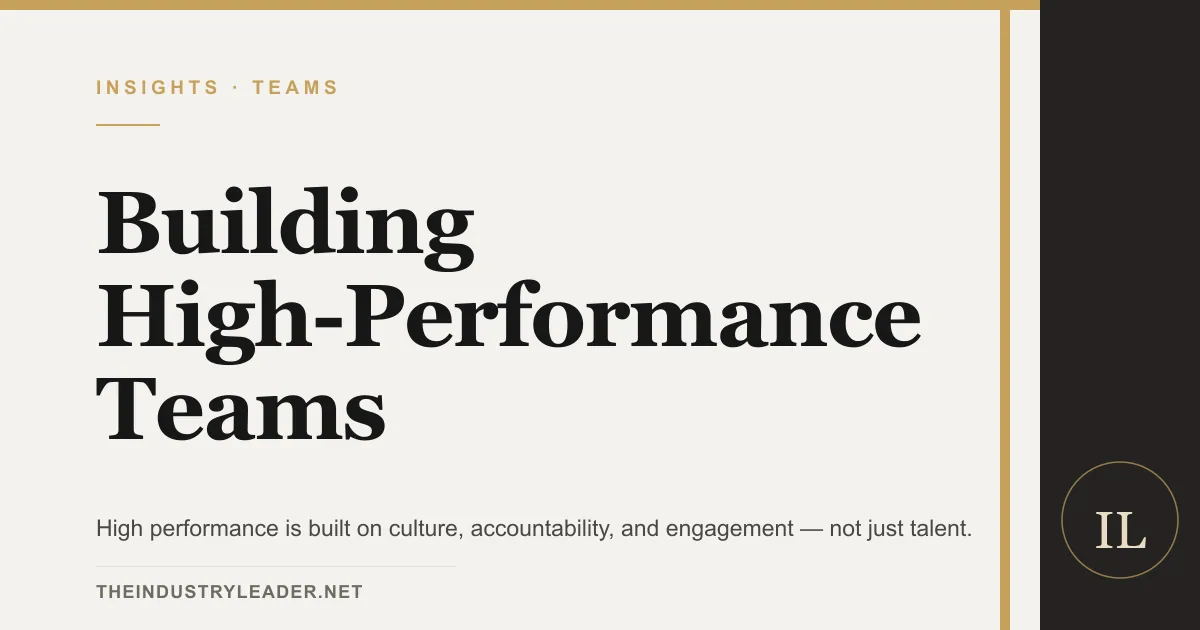 INSIGHTS · TEAMS
Building
High-Performance
Teams
High performance is built on culture, accountability, and engagement — not just talent.
THEINDUSTRYLEADER.NET
IL